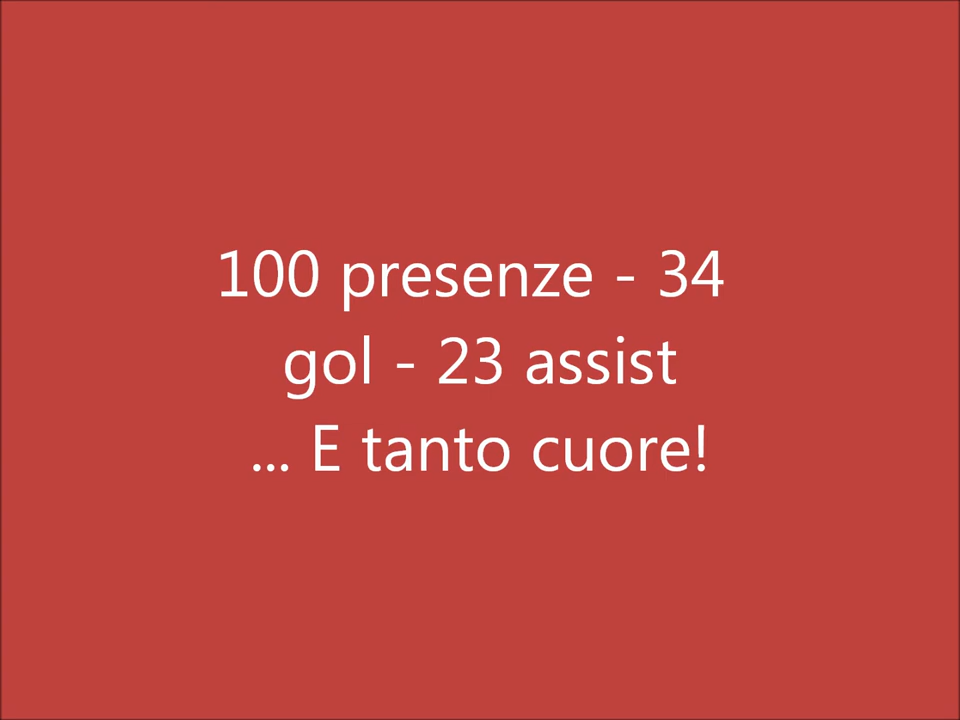 100 presenze - 34
gol - 23 assist
... E tanto cuore!